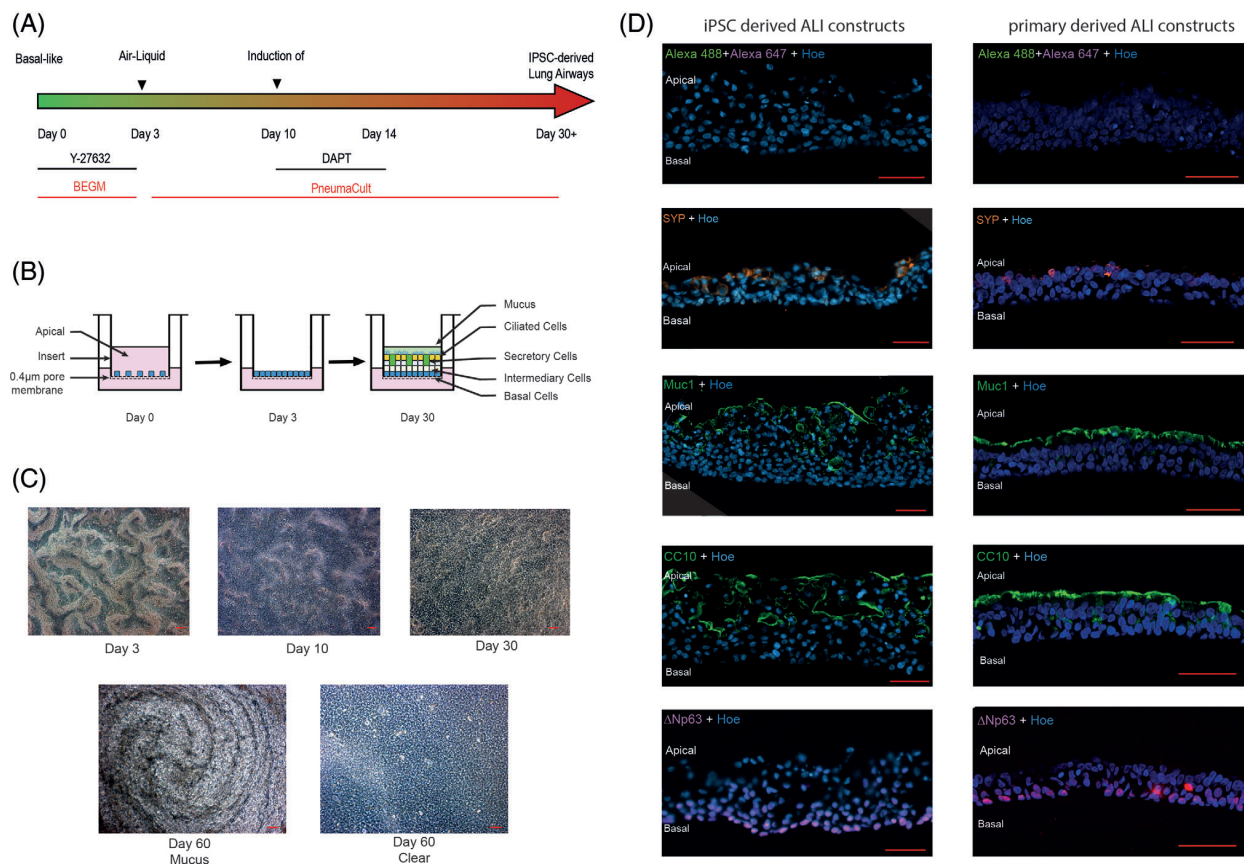 (A)
Basal-like
Air-Liquid
Induction of
IPSC-derived
Lung Airways
Day 0
Day 3
Day 10
Day 14
Day 30+
Y-27632
DAPT
BEGM
PneumaCult
(B)
Apical
Insert
0.4μm pore
membrane
Mucus
Ciliated Cells
Secretory Cells
Intermediary Cells
Basal Cells
Day 0
Day 3
Day 30
(C)
Day 3
Day 10
Day 30
Day 60
Mucus
Day 60
Clear
(D)
iPSC derived ALI constructs
primary derived ALI constructs
Alexa 488+Alexa 647 + Hoe
Apical
Basal
Alexa 488+Alexa 647 + Hoe
Apical
Basal
SYP + Hoe
Apical
Basal
SYP + Hoe
Apical
Basal
Muc1 + Hoe
Apical
Basal
Muc1 + Hoe
Apical
Basal
CC10 + Hoe
Apical
Basal
CC10 + Hoe
Apical
Basal
ΔNp63 + Hoe
Apical
Basal
ΔNp63 + Hoe
Apical
Basal